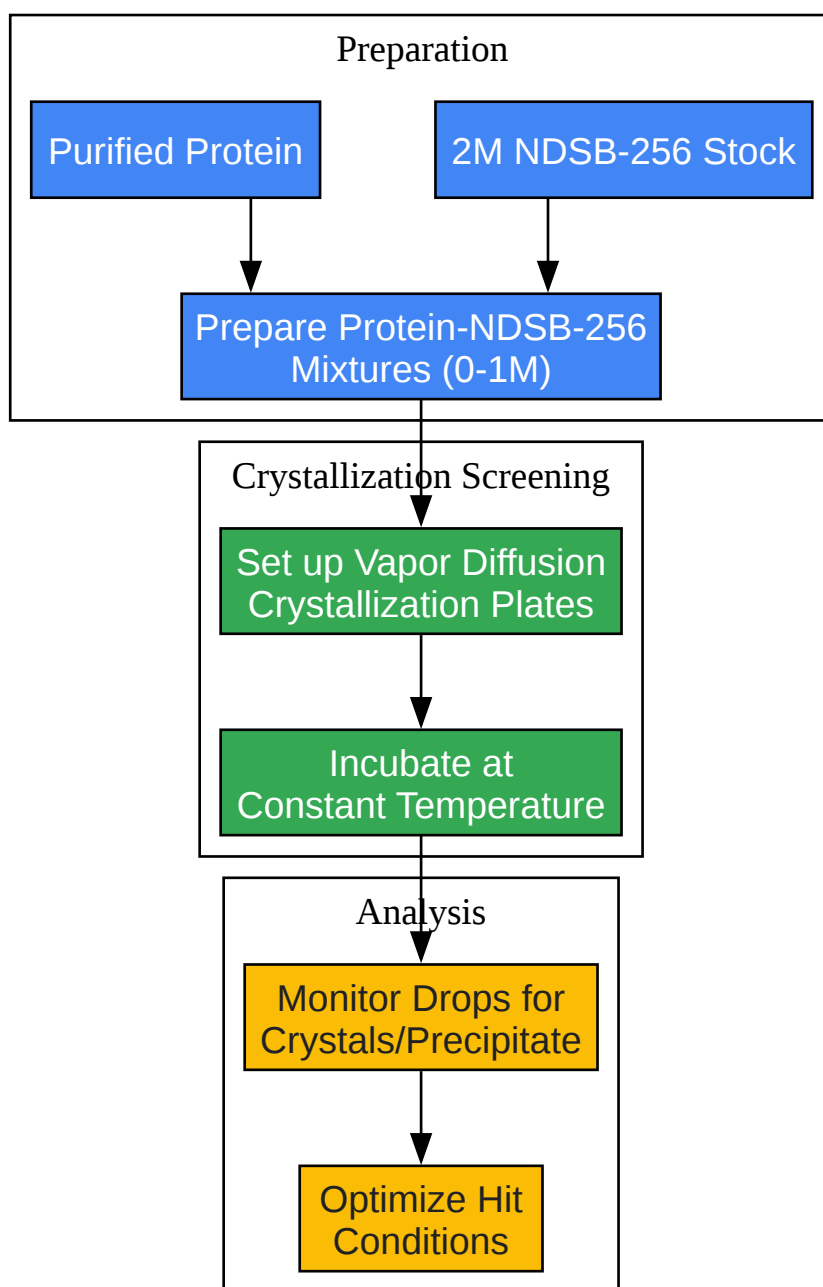 Preparation
Purified Protein
2M NDSB-256 Stock
Prepare Protein-NDSB-256
Mixtures (0-1M)
Crystallization Screening
Set up Vapor Diffusion
Crystallization Plates
Incubate at
Constant Temperature
Analysis
Monitor Drops for
Crystals/Precipitate
Optimize Hit
Conditions